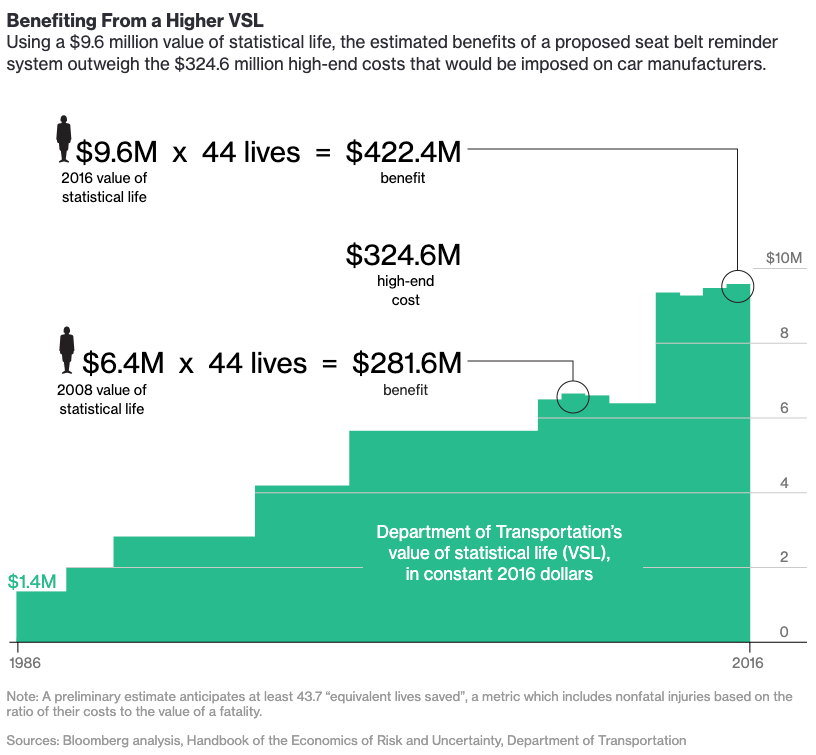 Benefiting From a Higher VSL
Using a $9.6 million value of statistical life, the estimated benefits of a proposed seat belt reminder
system outweigh the $324.6 million high-end costs that would be imposed on car manufacturers.
$9.6M x 44 lives = $422.4M
2016 value of
statistical life
benefit
$324.6M
high-end
cost
$10M
8
$6.4M x 44 lives = $281.6M
2008 value of
statistical life
benefit
6
4
Department of Transportation’s
value of statistical life (VSL),
in constant 2016 dollars
2
$1.4M
0
1986
2016
Note: A preliminary estimate anticipates at least 43.7 “equivalent lives saved”, a metric which includes nonfatal injuries based on the
ratio of their costs to the value of a fatality.
Sources: Bloomberg analysis, Handbook of the Economics of Risk and Uncertainty, Department of Transportation